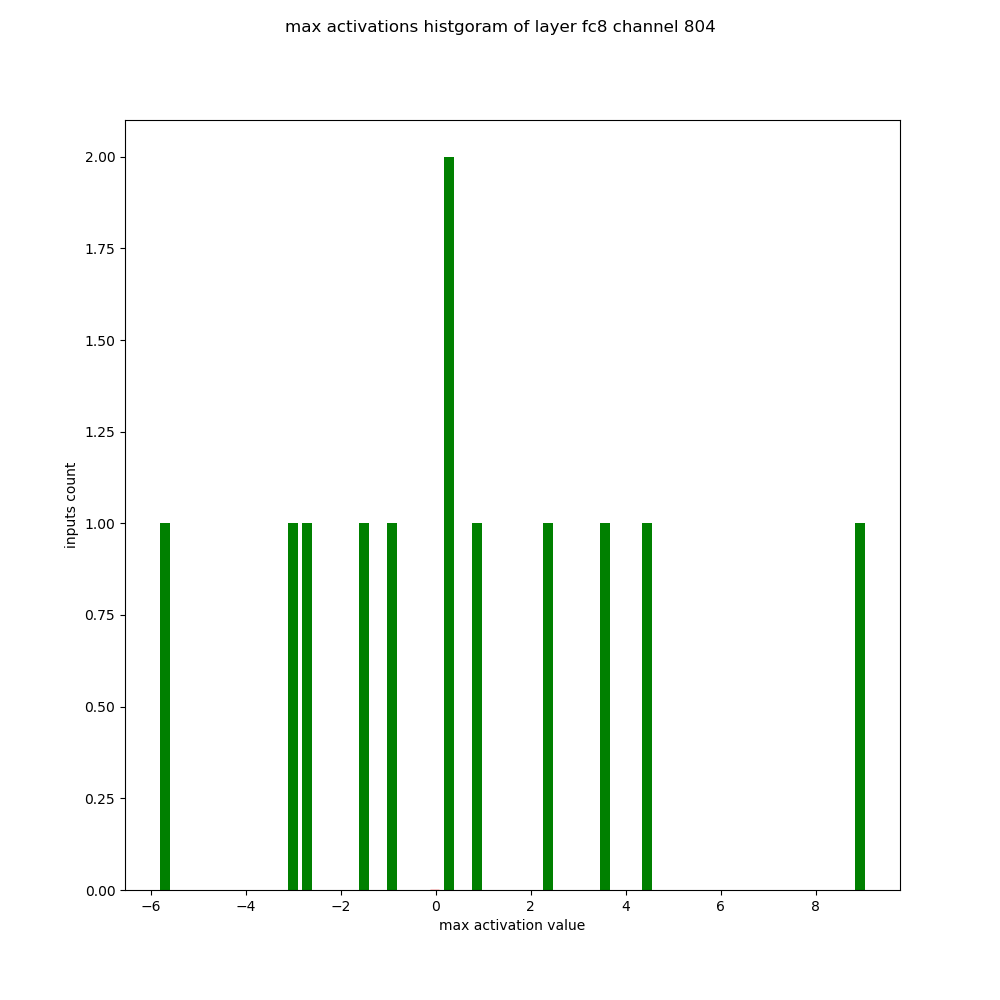 max activations histgoram of layer fc8 channel 804
2.00
1.75
1.50
1.25
1.00
0.75
0.50
0.25
0.00
inputs count
−6 −4 −2 0 2 4 6 8
max activation value